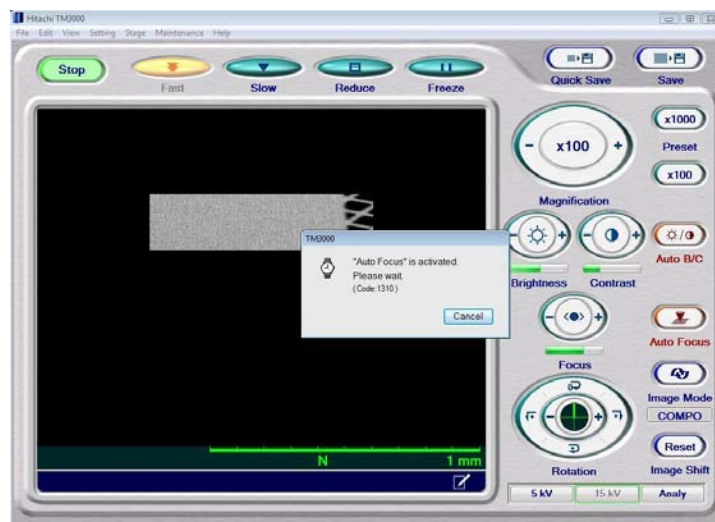 Hitachi TM3000
File Edit View Setting Stage Maintenance Help
Stop
Fast Slow Reduce Freeze
Quick Save Save
- x100 +
Magnification
x1000
Preset
x100
TM3000
"Auto Focus" is activated.
Please wait.
(Code:1310)
Cancel
- + - +
Brightness Contrast
Auto B/C
- +
Focus
Auto Focus
Image Mode
COMPO
- +
Rotation
Reset
Image Shift
N 1 mm
5 kV 15 kV Analy